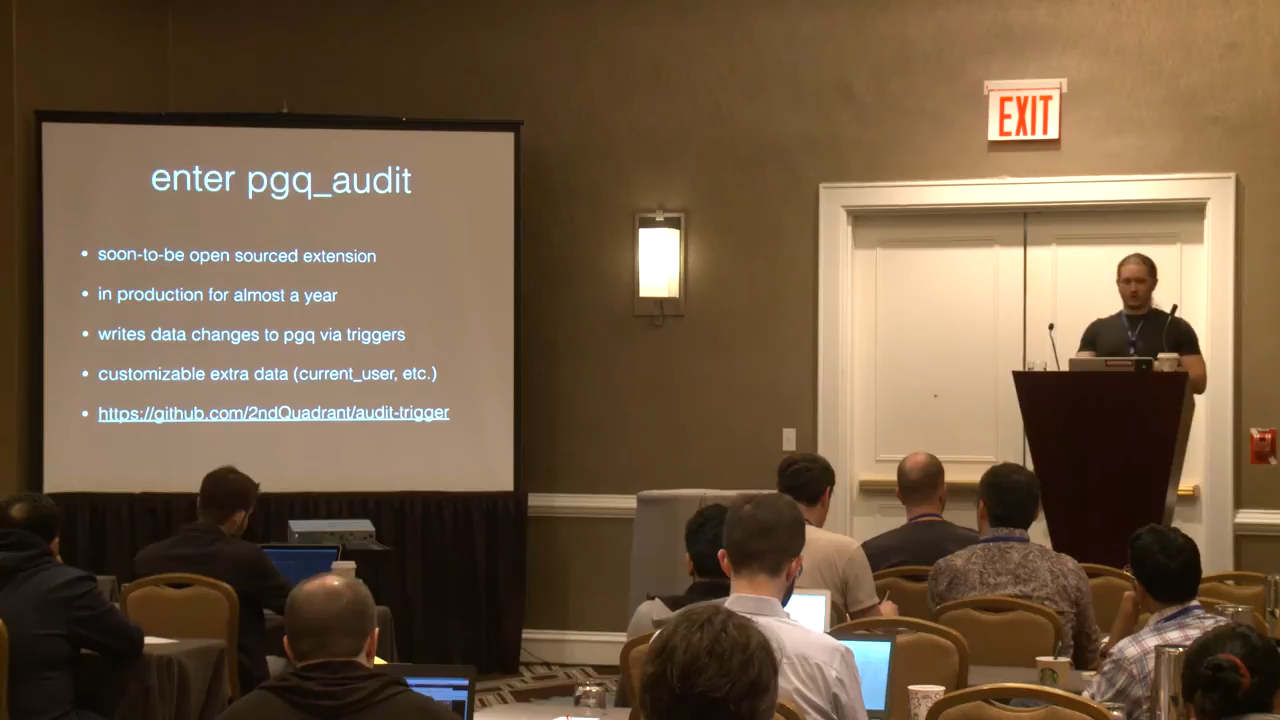 enter pgq_audit
• soon-to-be open sourced extension
• in production for almost a year
• writes data changes to pgq via triggers
• customizable extra data (current_user, etc.)
• https://github.com/2ndQuadrant/audit-trigger
EXIT